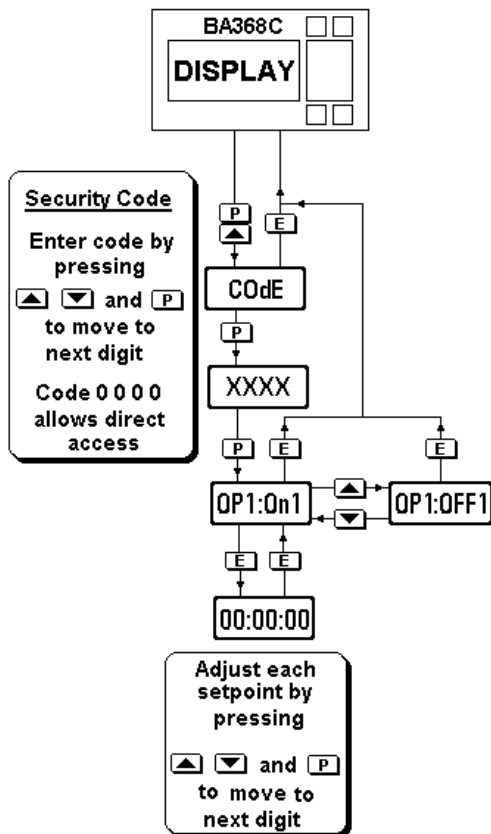 BA368C
DISPLAY
Security Code
Enter code by
pressing
▲ ▼ and P
to move to
next digit
Code 0 0 0 0
allows direct
access
P
▲
E
COdE
P
XXXX
P
E
E
OP1:On1
▲
▼
OP1:OFF1
E
E
00:00:00
Adjust each
setpoint by
pressing
▲ ▼ and P
to move to
next digit